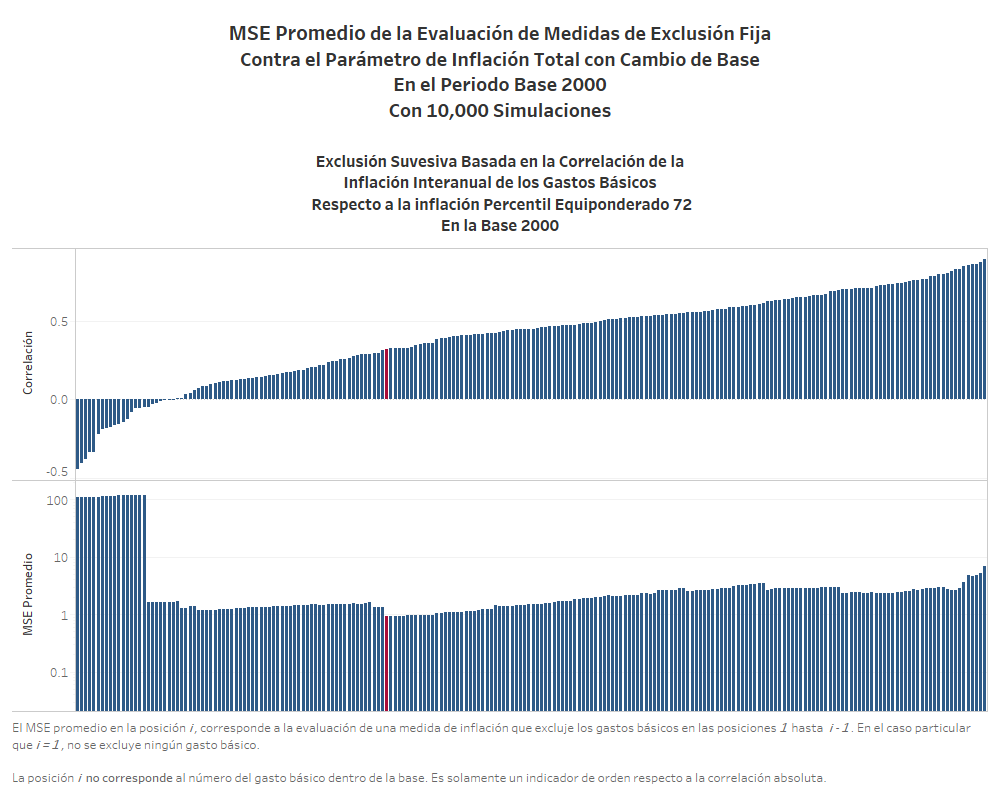 MSE Promedio de la Evaluación de Medidas de Exclusión Fija
Contra el Parámetro de Inflación Total con Cambio de Base
En el Periodo Base 2000
Con 10,000 Simulaciones
Exclusión Suvesiva Basada en la Correlación de la
Inflación Interanual de los Gastos Básicos
Respecto a la inflación Percentil Equiponderado 72
En la Base 2000
Correlación
0.5
0.0
-0.5
MSE Promedio
100
10
1
0.1
El MSE promedio en la posición i, corresponde a la evaluación de una medida de inflación que excluje los gastos básicos en las posiciones 1 hasta i-1. En el caso particular
que i=1, no se excluye ningún gasto básico.
La posición i no corresponde al número del gasto básico dentro de la base. Es solamente un indicador de orden respecto a la correlación absoluta.